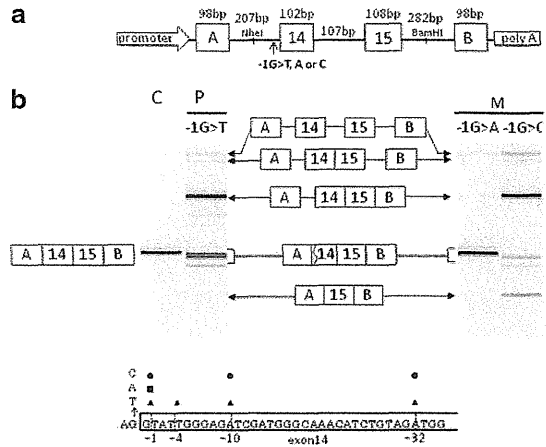 a
98bp 207bp 102bp 107bp 108bp 282bp 98bp
promoter A NheI 14 15 BamHI B poly A
-1G>T, A or C
b
C P M
-1G>T -1G>A -1G>C
A 14 15 B
A 14 15 B
A 14 15 B
A 14 15 B A 14 15 B
A 15 B
C
A
T
AG GTATTGGGAGATCGATGGGCAAACATCTGTAGATGG
-1 -4 -10 exon14 -32